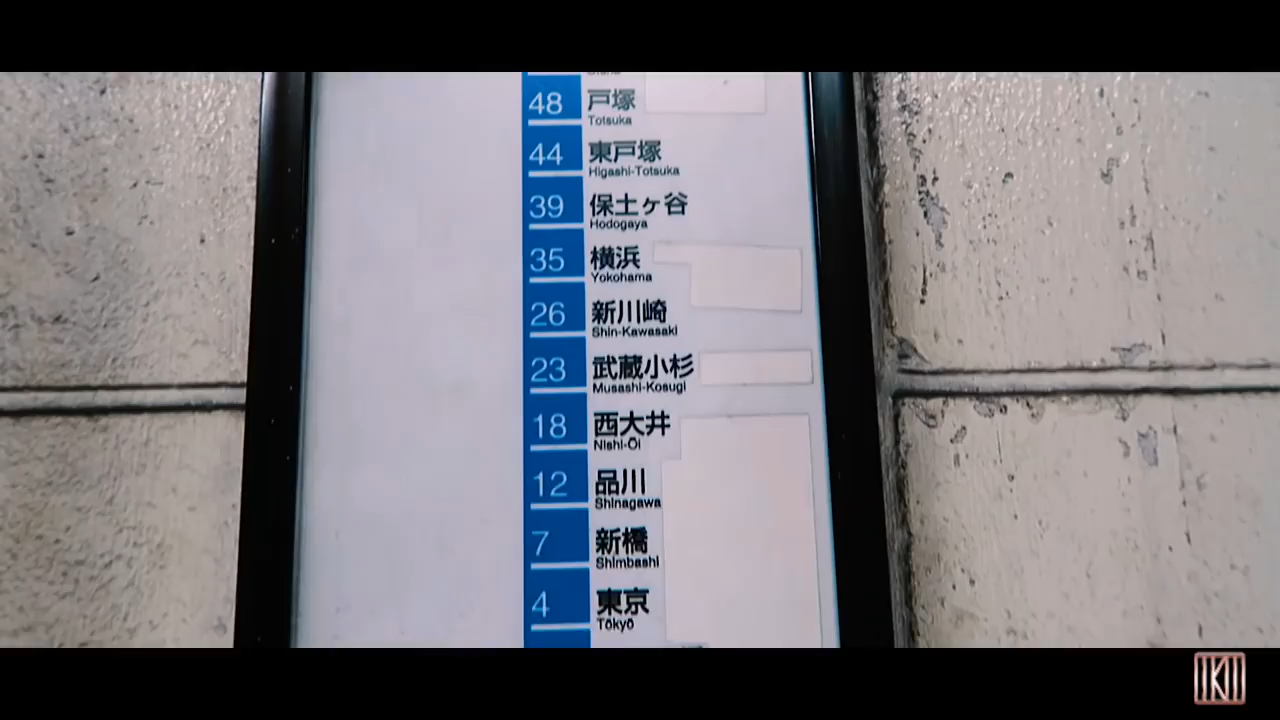 48 戸塚
Totsuka
44 東戸塚
Higashi-Totsuka
39 保土ヶ谷
Hodogaya
35 横浜
Yokohama
26 新川崎
Shin-Kawasaki
23 武蔵小杉
Musashi-Kosugi
18 西大井
Nishi-Ōi
12 品川
Shinagawa
7 新橋
Shimbashi
4 東京
Tōkyō